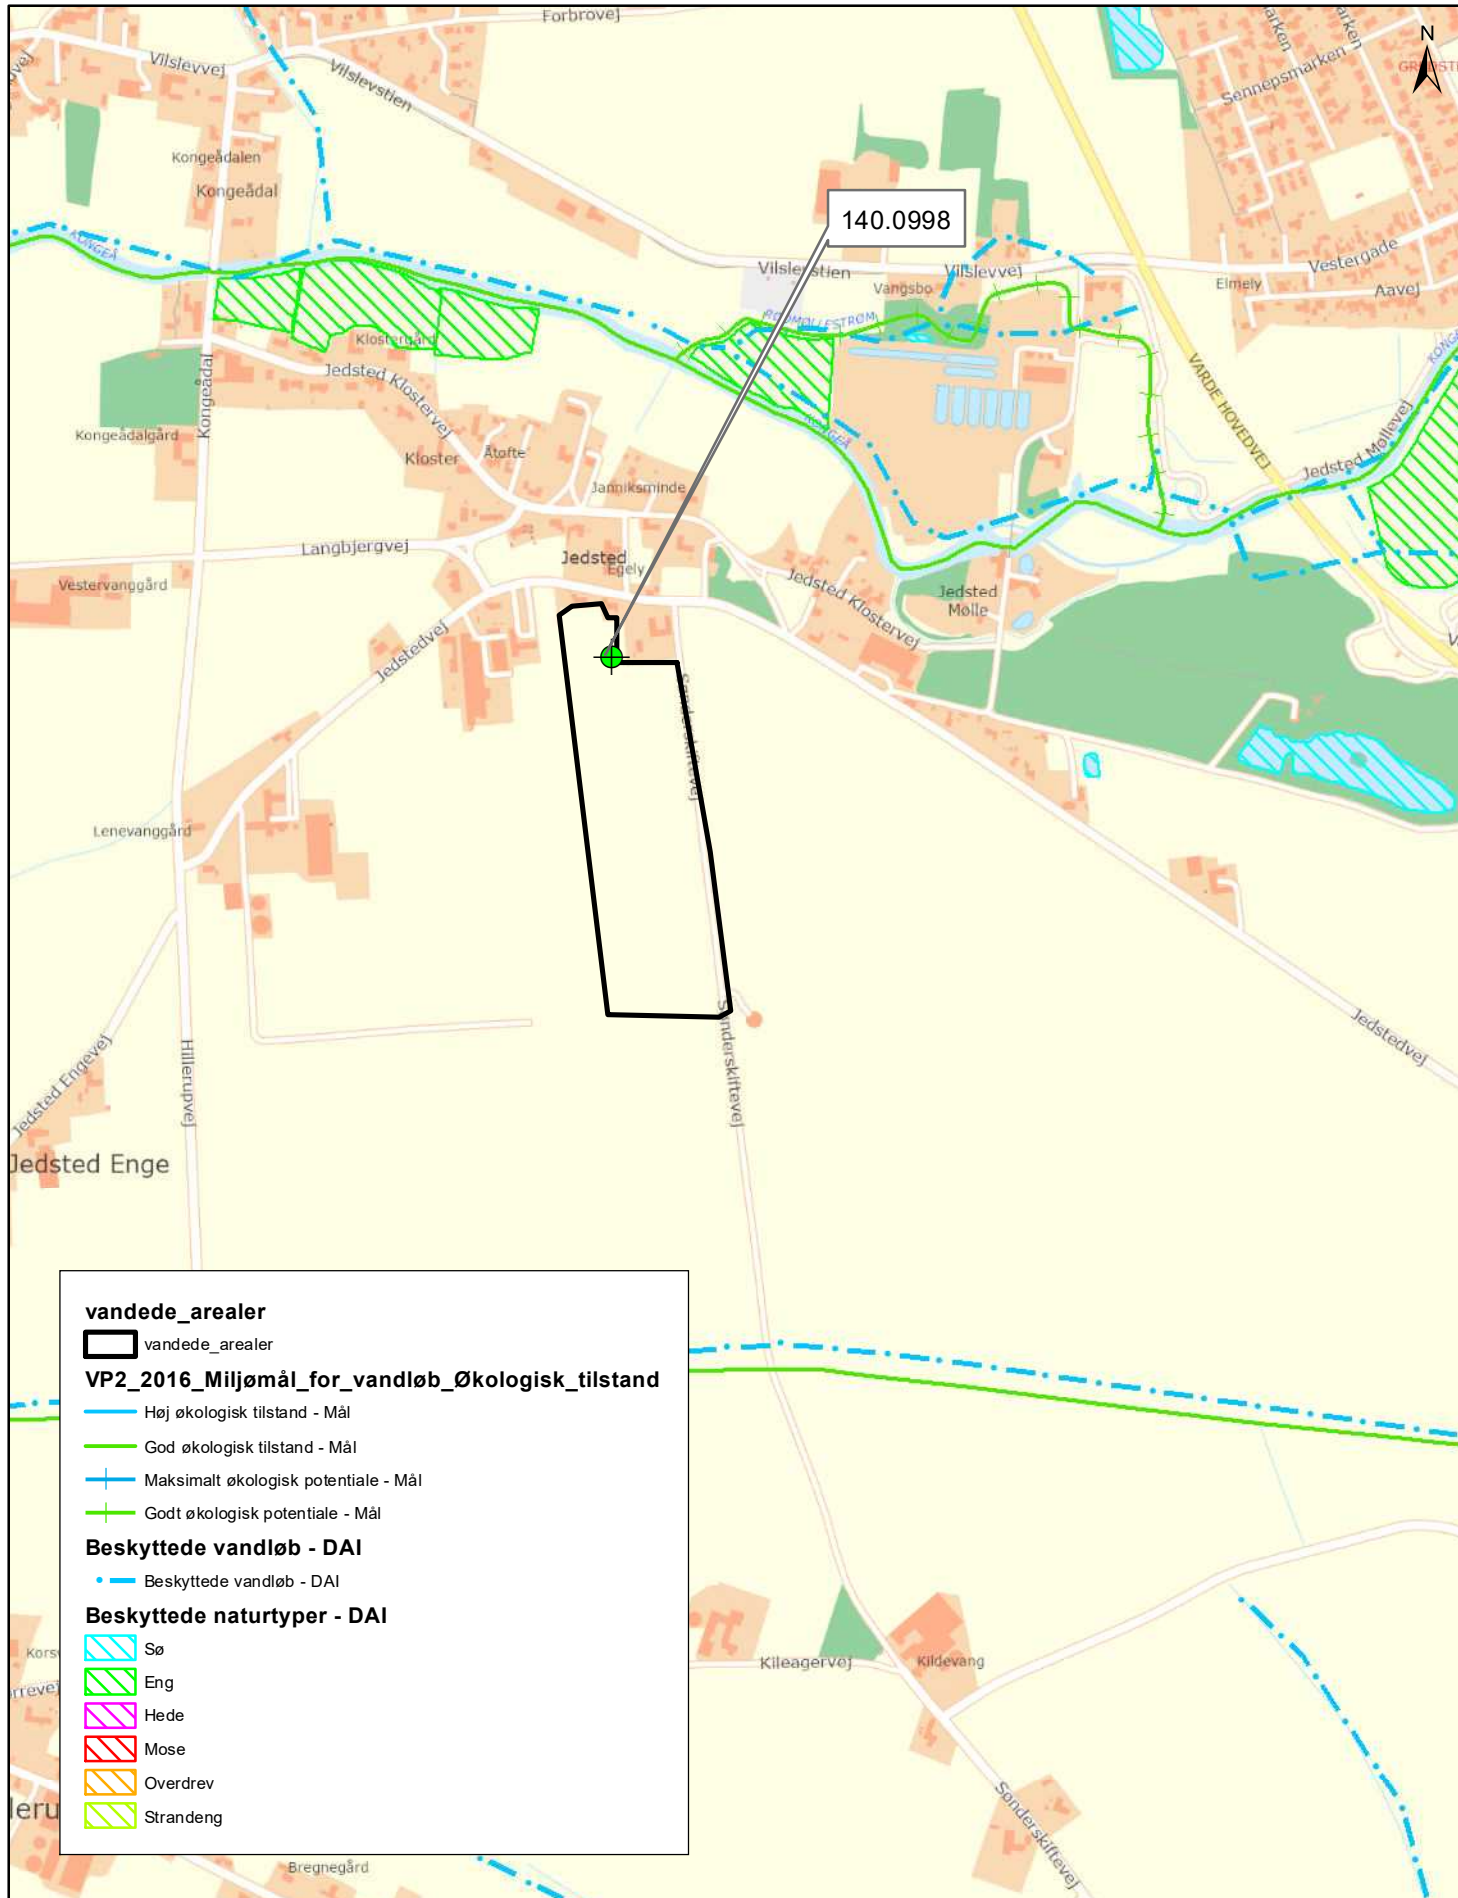 Forbrovej
N
Vilslevvej
Vilslevstien
Sennepsmarken
Kongeådalen
Kongeådal
140.0998
KONGEÅ
Vilslevvej
Vestergade
Elmely
Aavej
Vangsbo
RODMØLLESTRØM
Klostergård
Jedsted Klostervej
Kongeådal
VARDE HOVEDVEJ
KONGEÅ
Kongeådalgård
Kloster
Åtofte
Janniksminde
Jedsted Møllevej
Langbjergvej
Jedsted
Egely
Vestervanggård
Jedsted Klostervej
Jedsted
Mølle
Jedstedvej
Sønderskiftevej
Lenevanggård
Jedsted Engevej
Hillerupvej
Sønderskiftevej
Jedstedvej
Jedsted Enge
vandede_arealer
vandede_arealer
VP2_2016_Miljømål_for_vandløb_Økologisk_tilstand
Høj økologisk tilstand - Mål
God økologisk tilstand - Mål
Maksimalt økologisk potentiale - Mål
Godt økologisk potentiale - Mål
Beskyttede vandløb - DAI
Beskyttede vandløb - DAI
Beskyttede naturtyper - DAI
Sø
Eng
Hede
Mose
Overdrev
Strandeng
Kileagervej
Kildevang
Sønderskiftevej
Bregnegård